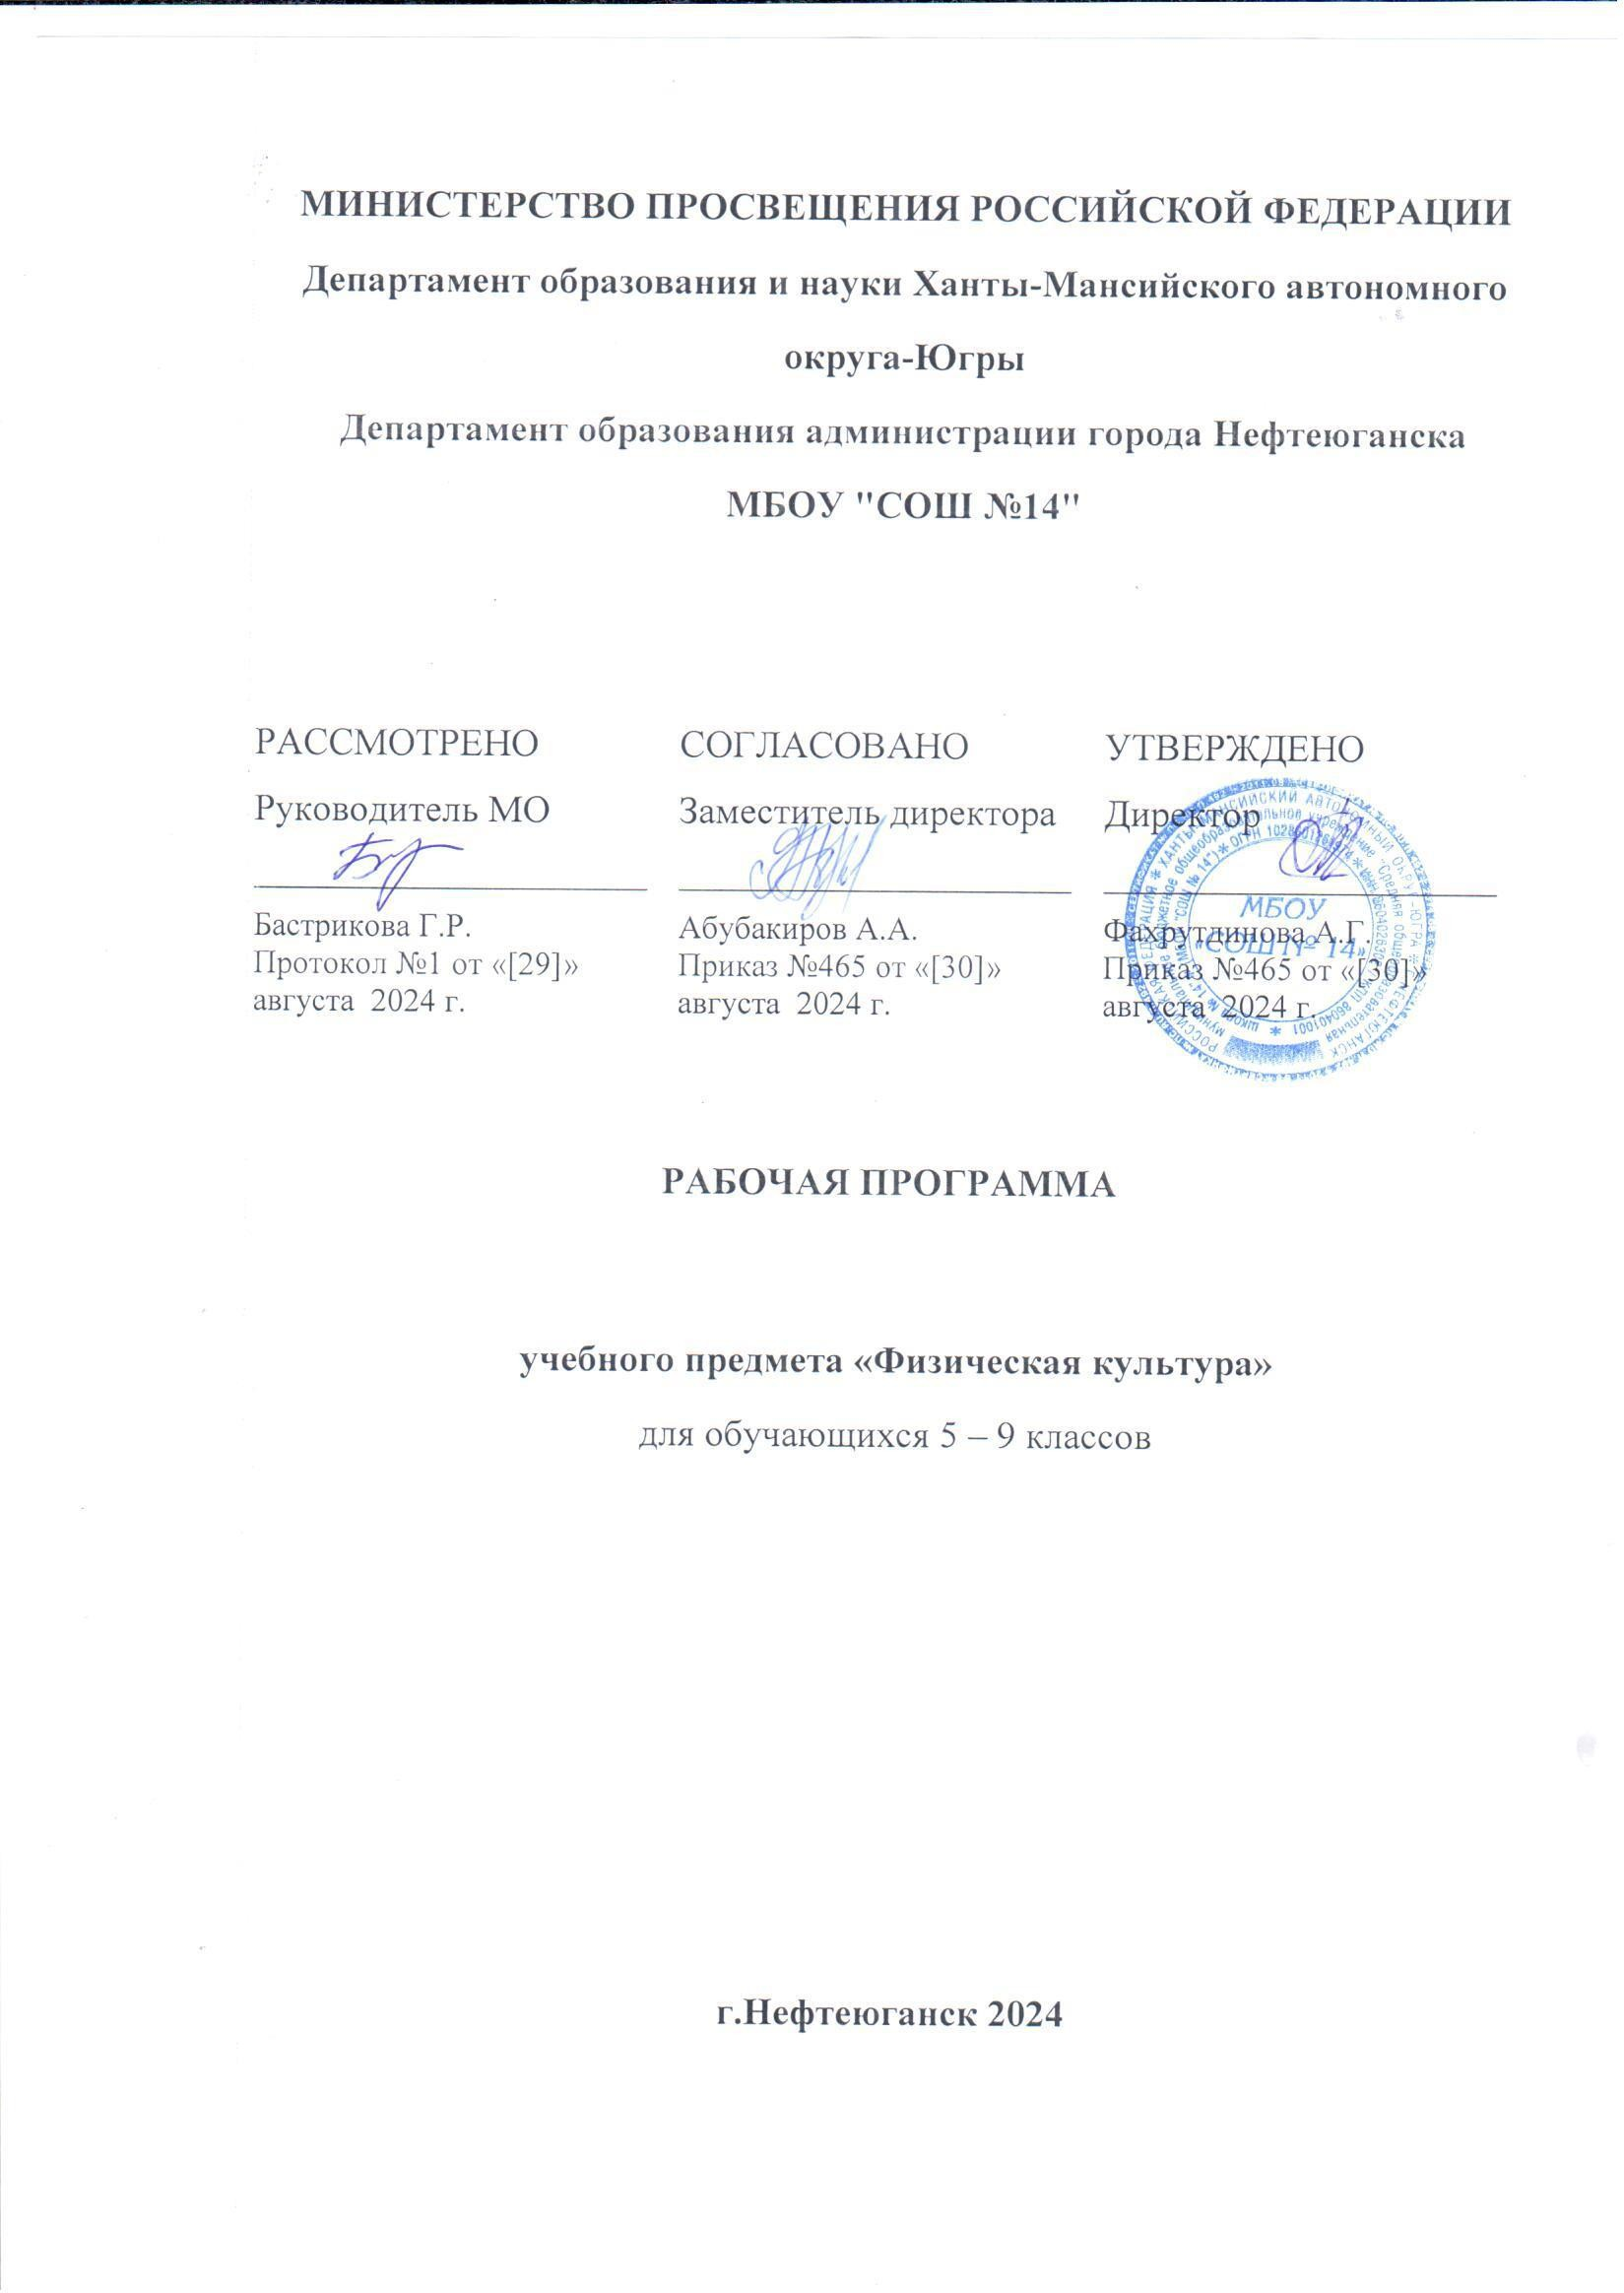 МИНИСТЕРСТВО ПРОСВЕЩЕНИЯ РОССИЙСКОЙ ФЕДЕРАЦИИ
Департамент образования и науки Ханты-Мансийского автономного
округа-Югры
Департамент образования администрации города Нефтеюганска
МБОУ "СОШ №14"
РАССМОТРЕНО
Руководитель МО
Бастрикова Г.Р.
Протокол №1 от «[29]»
августа 2024 г.
СОГЛАСОВАНО
Заместитель директора
Абубакиров А.А.
Приказ №465 от «[30]»
августа 2024 г.
УТВЕРЖДЕНО
Директор
Фахрутдинова А.Г.
Приказ №465 от «[30]»
августа 2024 г.
МБОУ
«СОШ № 14»
РАБОЧАЯ ПРОГРАММА
учебного предмета «Физическая культура»
для обучающихся 5 – 9 классов
г.Нефтеюганск 2024